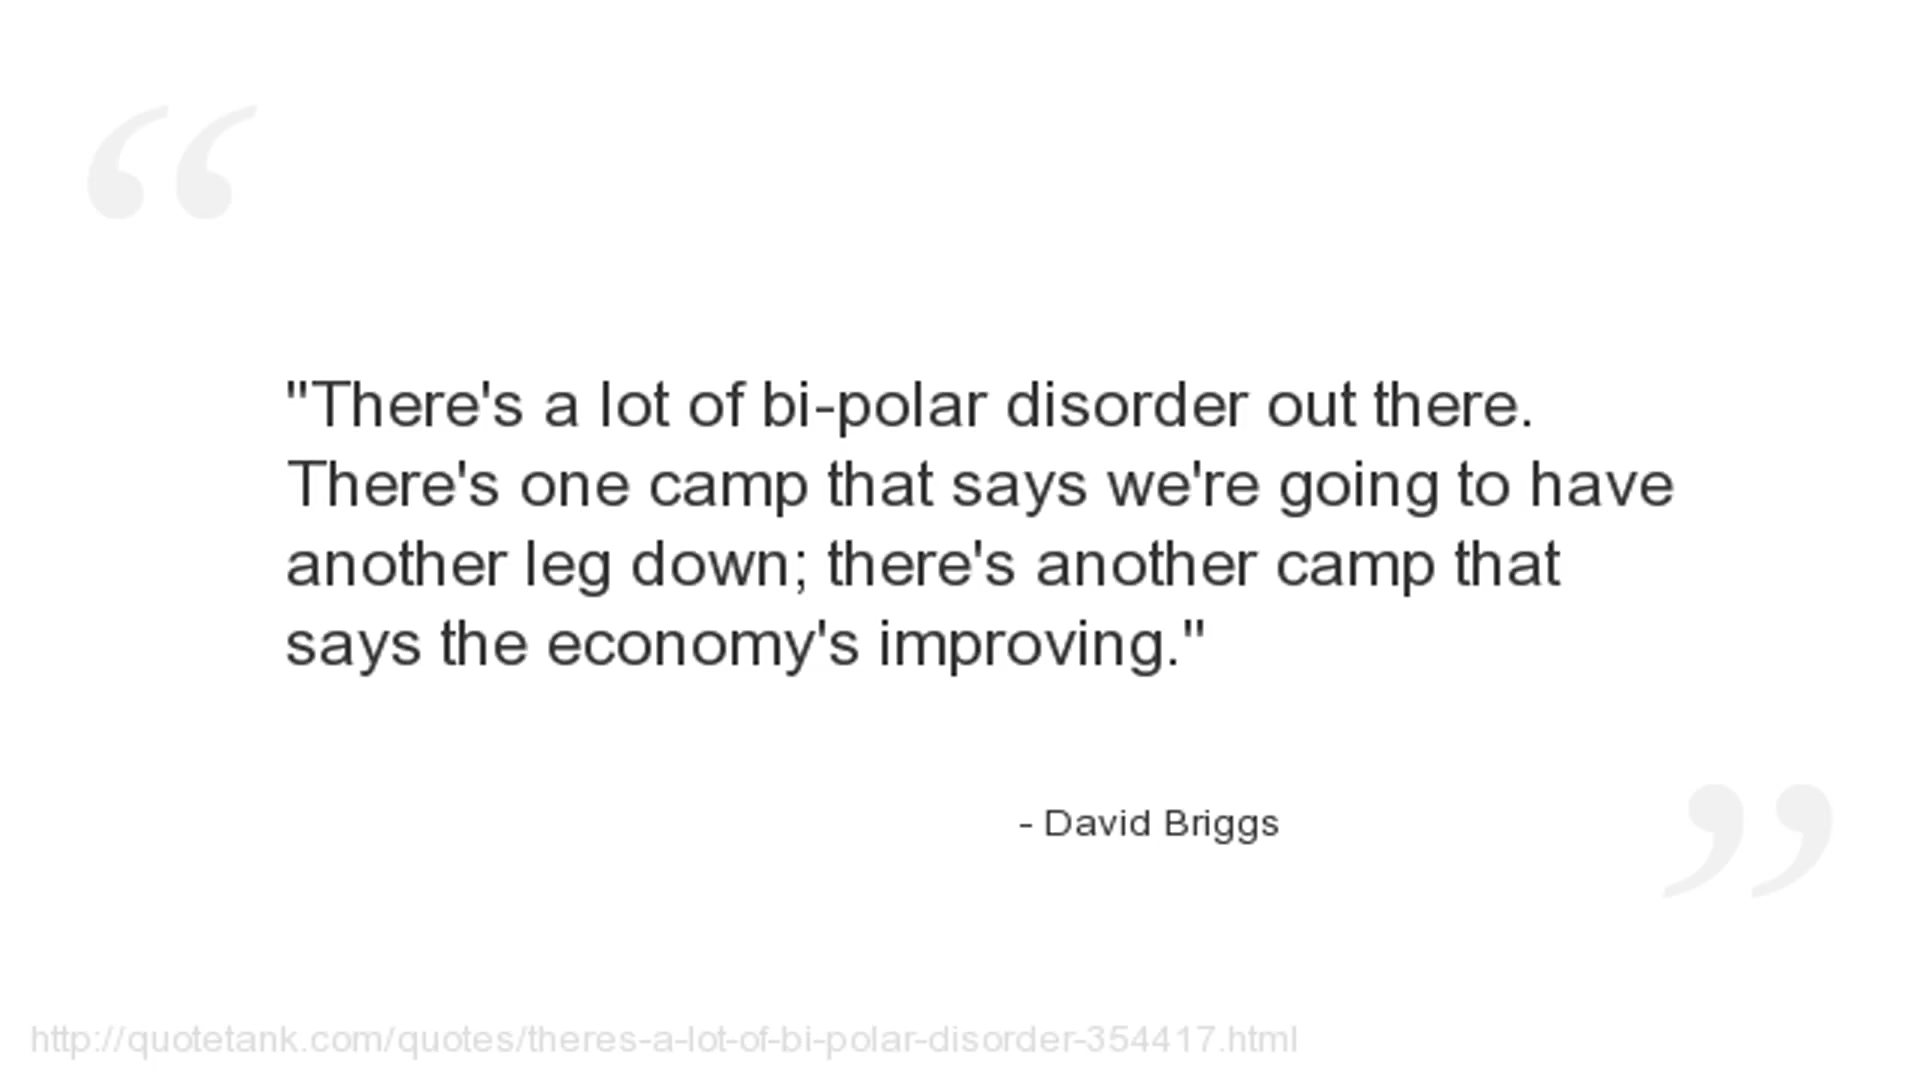 "There's a lot of bi-polar disorder out there.
There's one camp that says we're going to have
another leg down; there's another camp that
says the economy's improving."
- David Briggs
http://quotetank.com/quotes/theres-a-lot-of-bi-polar-disorder-354417.html